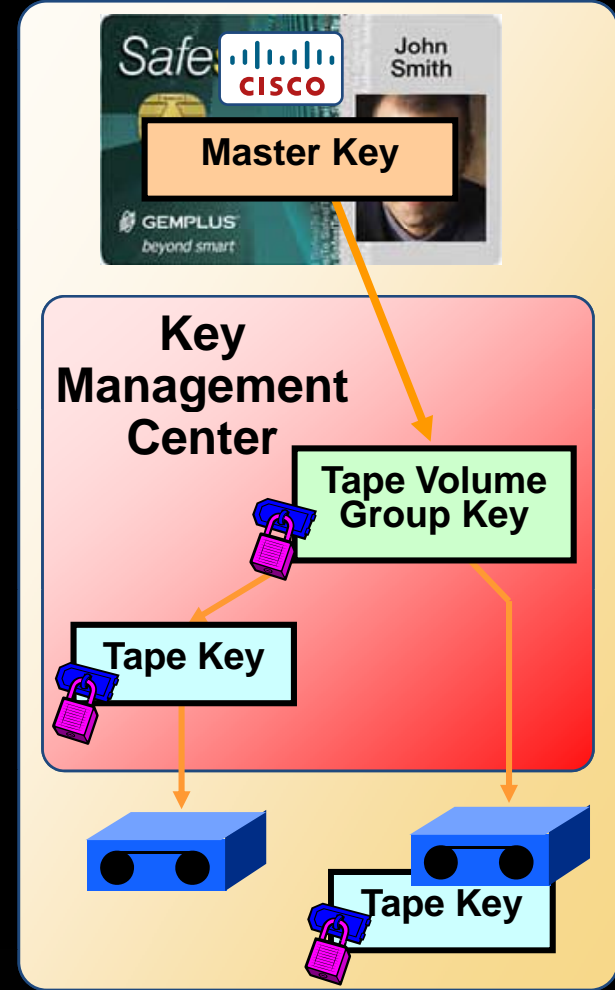 Safe
CISCO
John
Smith
Master Key
GEMPLUS
beyond smart
Key
Management
Center
Tape Volume
Group Key
Tape Key
Tape Key